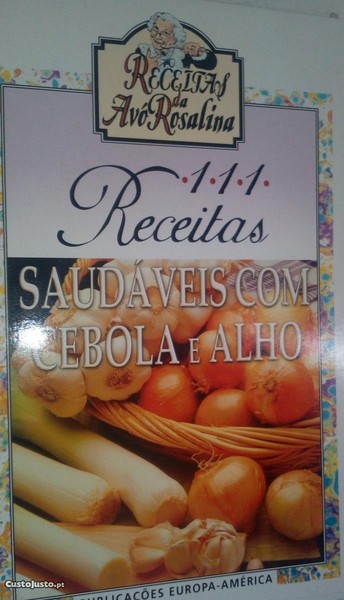 RECEITAS
da
Avó Rosalina
·1·1·1·
Receitas
SAUDÁVEIS COM
CEBOLA E ALHO
PUBLICAÇÕES EUROPA-AMÉRICA
CustoJusto.pt